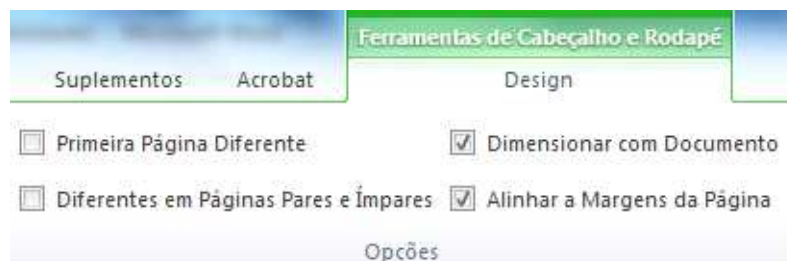 Ferramentas de Cabeçalho e Rodapé
Suplementos Acrobat Design
Primeira Página Diferente Dimensionar com Documento
Diferentes em Páginas Pares e Ímpares Alinhar a Margens da Página
Opções